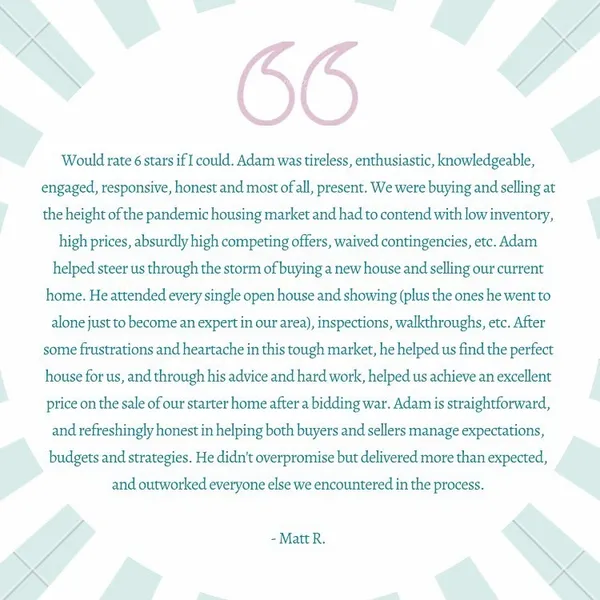 Would rate 6 stars if I could. Adam was tireless, enthusiastic, knowledgeable,
engaged, responsive, honest and most of all, present. We were buying and selling at
the height of the pandemic housing market and had to contend with low inventory,
high prices, absurdly high competing offers, waived contingencies, etc. Adam
helped steer us through the storm of buying a new house and selling our current
home. He attended every single open house and showing (plus the ones he went to
alone just to become an expert in our area), inspections, walkthroughs, etc. After
some frustrations and heartache in this tough market, he helped us find the perfect
house for us, and through his advice and hard work, helped us achieve an excellent
price on the sale of our starter home after a bidding war. Adam is straightforward,
and refreshingly honest in helping both buyers and sellers manage expectations,
budgets and strategies. He didn't overpromise but delivered more than expected,
and outworked everyone else we encountered in the process.
- Matt R.